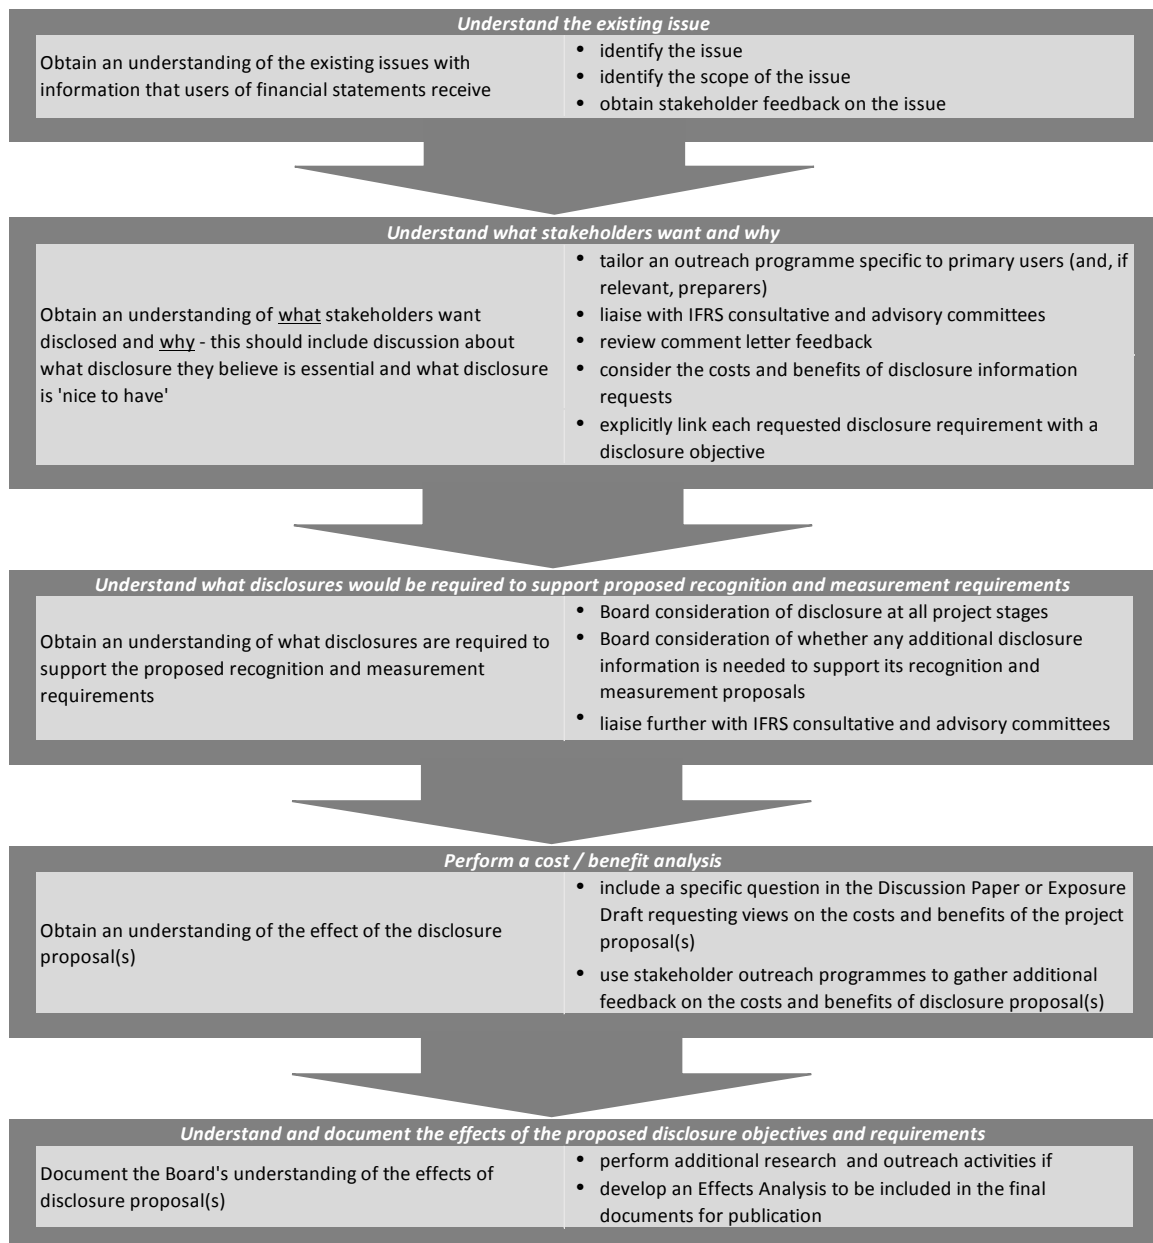 Understand the existing issue
Obtain an understanding of the existing issues with
information that users of financial statements receive
• identify the issue
• identify the scope of the issue
• obtain stakeholder feedback on the issue
Understand what stakeholders want and why
Obtain an understanding of what stakeholders want
disclosed and why - this should include discussion about
what disclosure they believe is essential and what disclosure
is 'nice to have'
• tailor an outreach programme specific to primary users (and, if
relevant, preparers)
• liaise with IFRS consultative and advisory committees
• review comment letter feedback
• consider the costs and benefits of disclosure information
requests
• explicitly link each requested disclosure requirement with a
disclosure objective
Understand what disclosures would be required to support proposed recognition and measurement requirements
Obtain an understanding of what disclosures are required to
support the proposed recognition and measurement
requirements
• Board consideration of disclosure at all project stages
• Board consideration of whether any additional disclosure
information is needed to support its recognition and
measurement proposals
• liaise further with IFRS consultative and advisory committees
Perform a cost / benefit analysis
Obtain an understanding of the effect of the disclosure
proposal(s)
• include a specific question in the Discussion Paper or Exposure
Draft requesting views on the costs and benefits of the project
proposal(s)
• use stakeholder outreach programmes to gather additional
feedback on the costs and benefits of disclosure proposal(s)
Understand and document the effects of the proposed disclosure objectives and requirements
Document the Board's understanding of the effects of
disclosure proposal(s)
• perform additional research  and outreach activities if
• develop an Effects Analysis to be included in the final
documents for publication